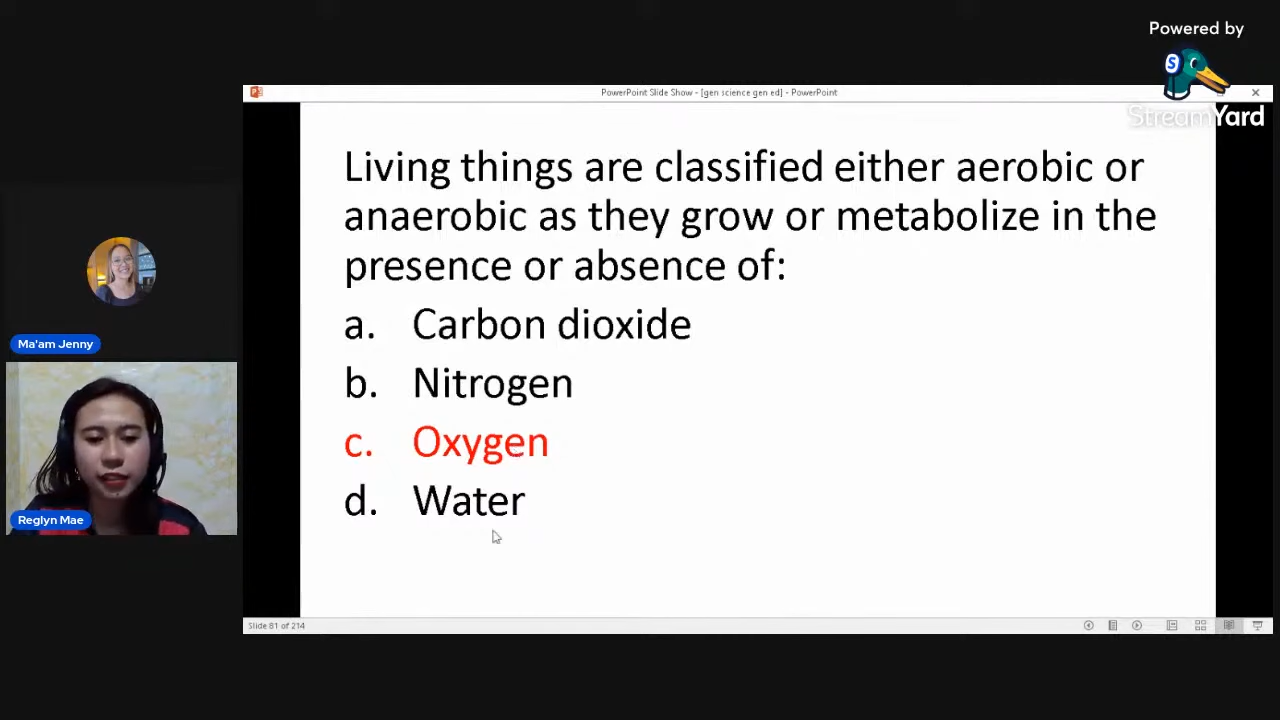 Powered by
StreamYard
PowerPoint Slide Show - [gen science gen ed] - PowerPoint
Living things are classified either aerobic or
anaerobic as they grow or metabolize in the
presence or absence of:
a. Carbon dioxide
b. Nitrogen
c. Oxygen
d. Water
Ma'am Jenny
Reglyn Mae
Slide 81 of 214